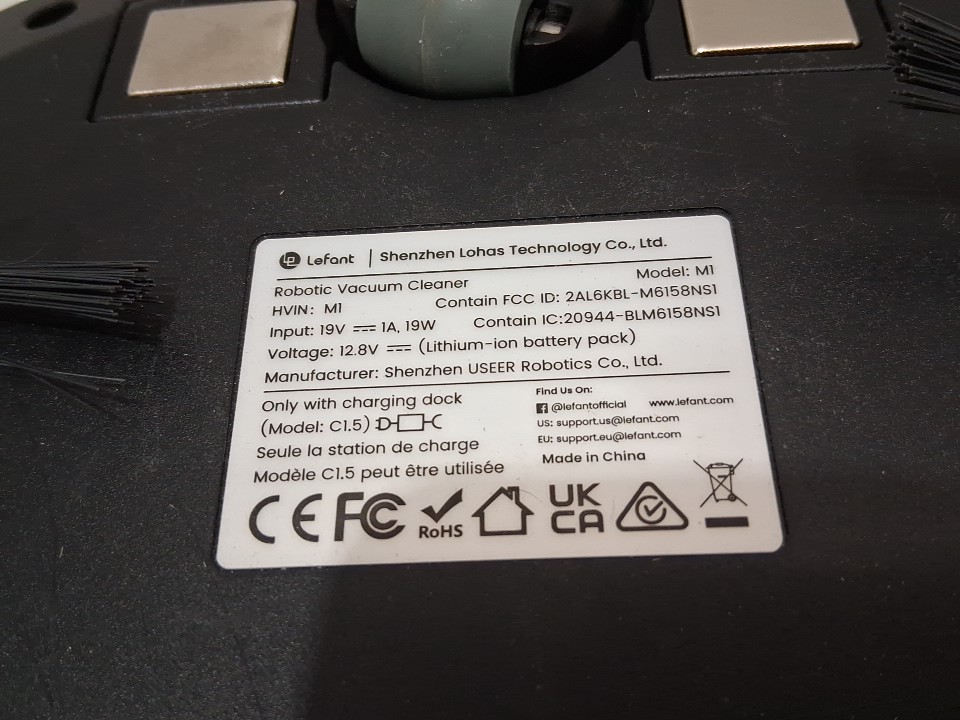 Lefant | Shenzhen Lohas Technology Co., Ltd.
Robotic Vacuum Cleaner Model: M1
HVIN: M1 Contain FCC ID: 2AL6KBL-M6158NS1
Input: 19V ⎓ 1A, 19W Contain IC:20944-BLM6158NS1
Voltage: 12.8V ⎓ (Lithium-ion battery pack)
Manufacturer: Shenzhen USEER Robotics Co., Ltd.
Only with charging dock
(Model: C1.5)
Seule la station de charge
Modèle C1.5 peut être utilisée
Find Us On:
@lefantofficial www.lefant.com
US: support.us@lefant.com
EU: support.eu@lefant.com
Made in China
CE FC RoHS UK CA